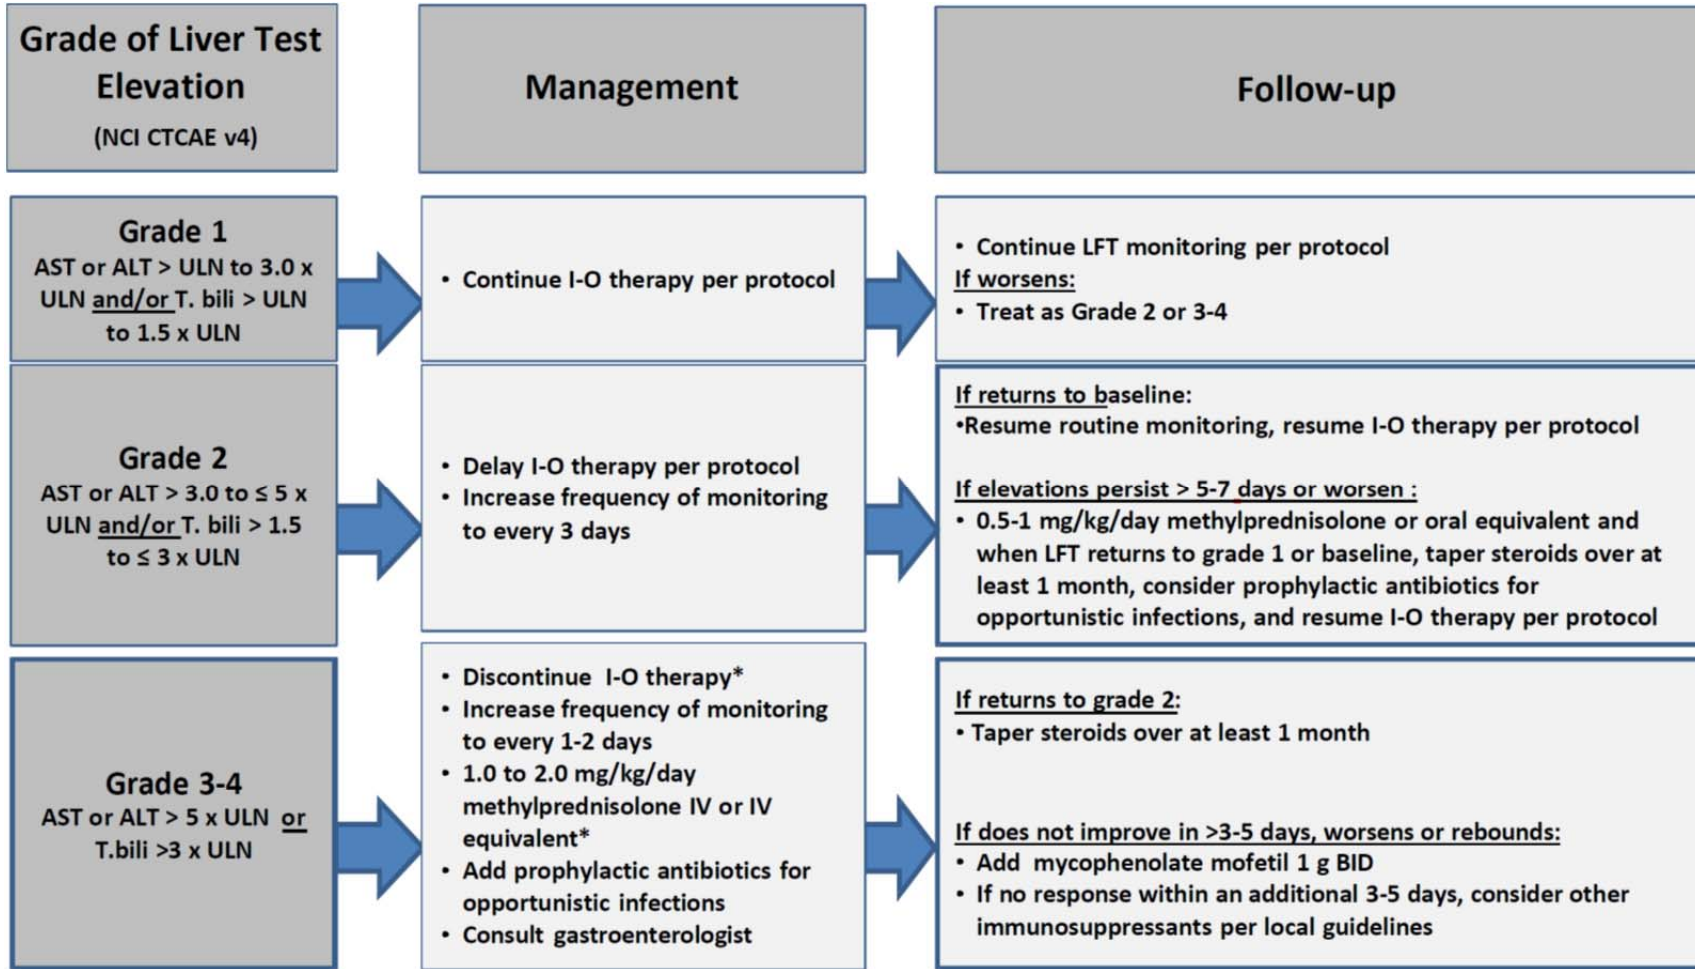 Grade of Liver Test
Elevation
(NCI CTCAE v4)
Management
Follow-up
Grade 1
AST or ALT > ULN to 3.0 x
ULN and/or T. bili > ULN
to 1.5 x ULN
• Continue I-O therapy per protocol
• Continue LFT monitoring per protocol
If worsens:
• Treat as Grade 2 or 3-4
Grade 2
AST or ALT > 3.0 to ≤ 5 x
ULN and/or T. bili > 1.5
to ≤ 3 x ULN
• Delay I-O therapy per protocol
• Increase frequency of monitoring
to every 3 days
If returns to baseline:
•Resume routine monitoring, resume I-O therapy per protocol
If elevations persist > 5-7 days or worsen :
• 0.5-1 mg/kg/day methylprednisolone or oral equivalent and
when LFT returns to grade 1 or baseline, taper steroids over at
least 1 month, consider prophylactic antibiotics for
opportunistic infections, and resume I-O therapy per protocol
Grade 3-4
AST or ALT > 5 x ULN or
T.bili >3 x ULN
• Discontinue I-O therapy*
• Increase frequency of monitoring
to every 1-2 days
• 1.0 to 2.0 mg/kg/day
methylprednisolone IV or IV
equivalent*
• Add prophylactic antibiotics for
opportunistic infections
• Consult gastroenterologist
If returns to grade 2:
• Taper steroids over at least 1 month
If does not improve in >3-5 days, worsens or rebounds:
• Add mycophenolate mofetil 1 g BID
• If no response within an additional 3-5 days, consider other
immunosuppressants per local guidelines